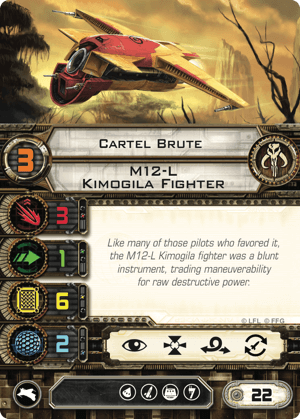 CARTEL BRUTE
3
M12-L
KIMOGILA FIGHTER
3
Like many of those pilots who favored it,
the M12-L Kimogila fighter was a blunt
instrument, trading maneuverability
for raw destructive power.
1
6
© LFL © FFG
2
22